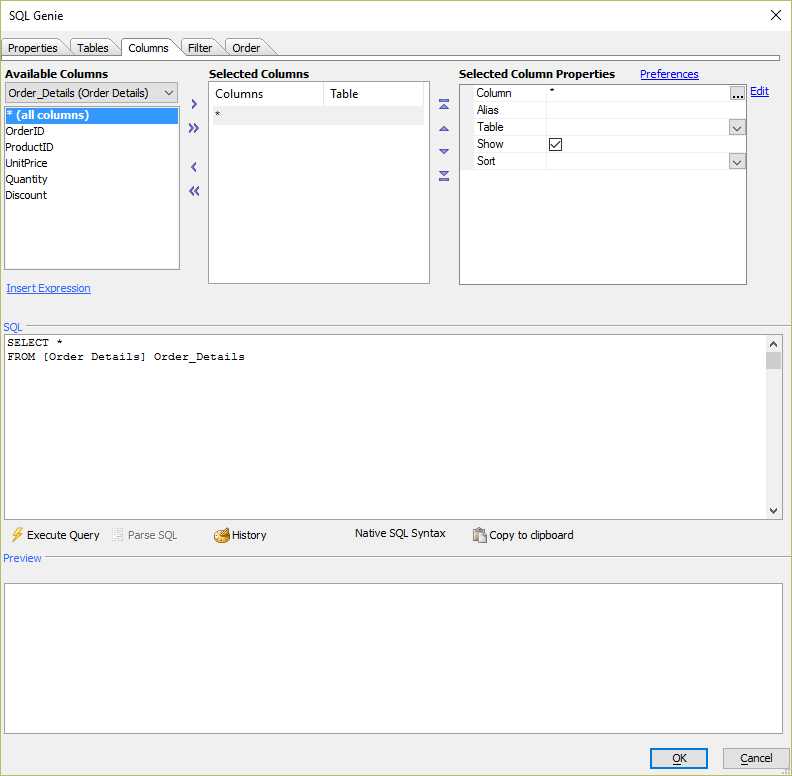 SQL Genie
Properties Tables Columns Filter Order
Available Columns
Order_Details (Order Details)
* (all columns)
OrderID
ProductID
UnitPrice
Quantity
Discount
Insert Expression
Selected Columns
Columns Table
*
Selected Column Properties Preferences
Column * ... Edit
Alias
Table
Show
Sort
SQL
SELECT *
FROM [Order Details] Order_Details
Execute Query Parse SQL History Native SQL Syntax Copy to clipboard
Preview
OK Cancel